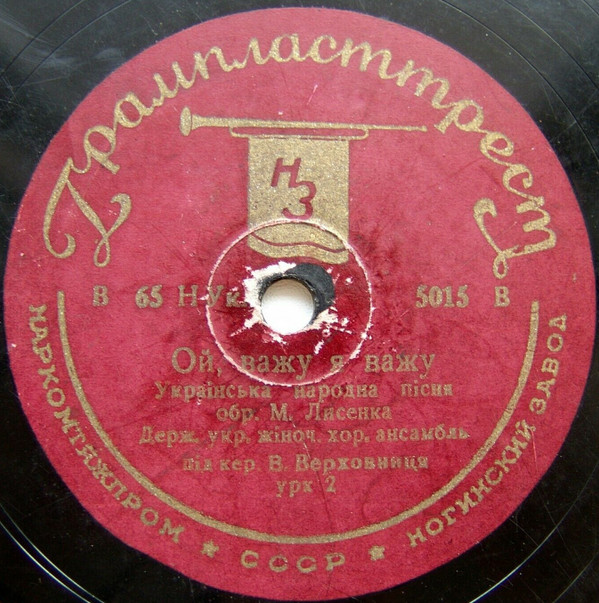 Грампласттрест
НЗ
В 65 НУк 5015 В
Ой, важу я важу
Українська народна пісня
обр. М. Лисенка
Держ. укр. жіноч. хор. ансамбль
під кер. В. Верховинця
урк 2
НАРКОМТЯЖПРОМ ★ СССР ★ НОГИНСКИЙ ЗАВОД